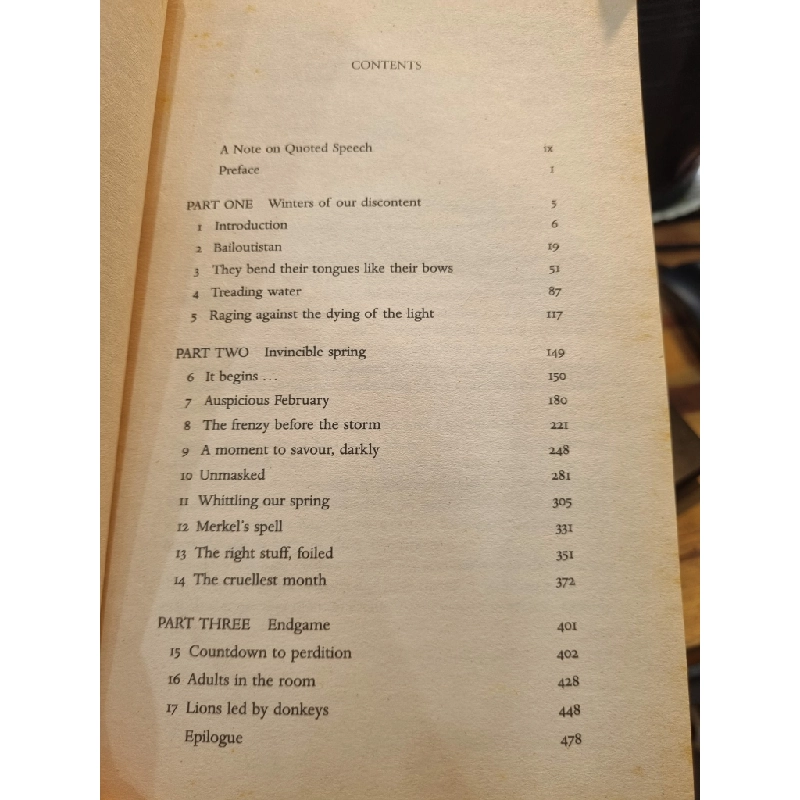 CONTENTS
A Note on Quoted Speech ix
Preface 1
PART ONE Winters of our discontent 5
1 Introduction 6
2 Bailoutistan 19
3 They bend their tongues like their bows 51
4 Treading water 87
5 Raging against the dying of the light 117
PART TWO Invincible spring 149
6 It begins ... 150
7 Auspicious February 180
8 The frenzy before the storm 221
9 A moment to savour, darkly 248
10 Unmasked 281
11 Whittling our spring 305
12 Merkel's spell 331
13 The right stuff, foiled 351
14 The cruellest month 372
PART THREE Endgame 401
15 Countdown to perdition 402
16 Adults in the room 428
17 Lions led by donkeys 448
Epilogue 478